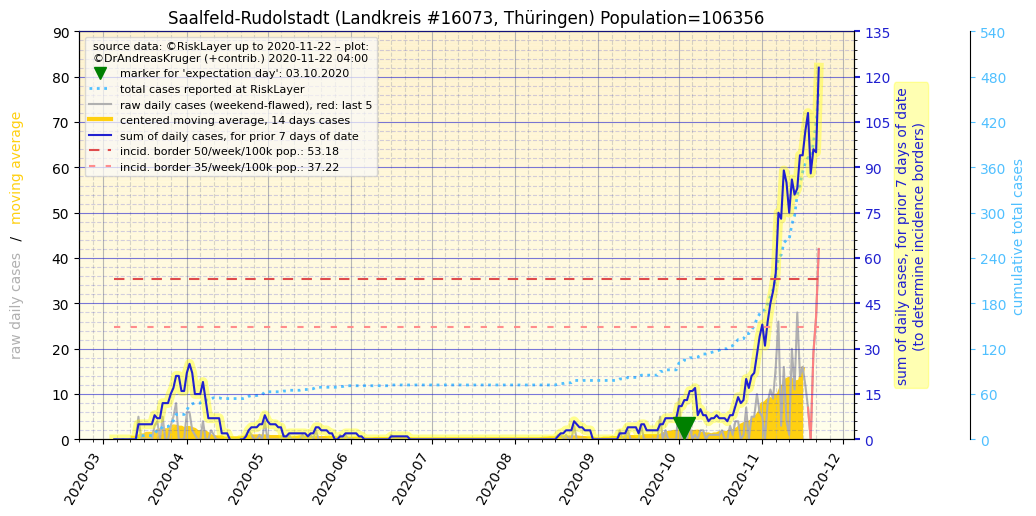 Saalfeld-Rudolstadt (Landkreis #16073, Thüringen) Population=106356
source data: ©RiskLayer up to 2020-11-22 – plot:
©DrAndreasKruger (+contrib.) 2020-11-22 04:00
marker for 'expectation day': 03.10.2020
total cases reported at RiskLayer
raw daily cases (weekend-flawed), red: last 5
centered moving average, 14 days cases
sum of daily cases, for prior 7 days of date
incid. border 50/week/100k pop.: 53.18
incid. border 35/week/100k pop.: 37.22
raw daily cases / moving average
90
80
70
60
50
40
30
20
10
0
2020-03
2020-04
2020-05
2020-06
2020-07
2020-08
2020-09
2020-10
2020-11
2020-12
135
120
105
90
75
60
45
30
15
0
sum of daily cases, for prior 7 days of date
(to determine incidence borders)
540
480
420
360
300
240
180
120
60
0
cumulative total cases